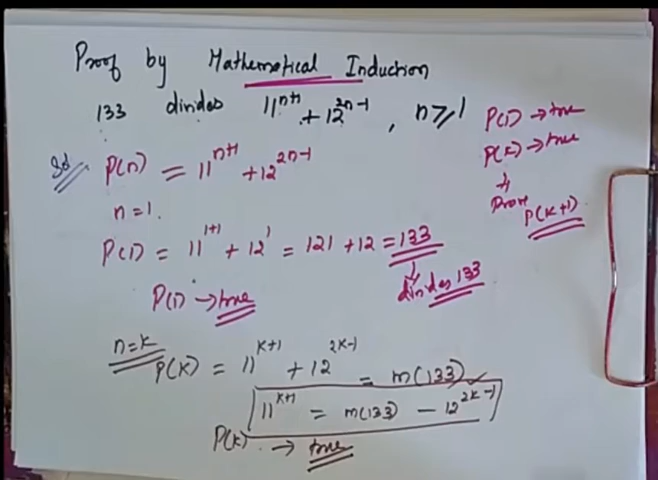 Proof by Mathematical Induction
133 divides 11^{n+1} + 12^{2n-1}, n ≥ 1
P(1) → true
P(K) → true
↓
Prove P(K+1)
Sol. P(n) = 11^{n+1} + 12^{2n-1}
n = 1.
P(1) = 11^{1+1} + 12^{1} = 121 + 12 = 133
↓
divides 133
P(1) → true
n = K
P(K) = 11^{K+1} + 12^{2K-1} = m(133) ✓
11^{K+1} = m(133) - 12^{2K-1}
P(K) → true